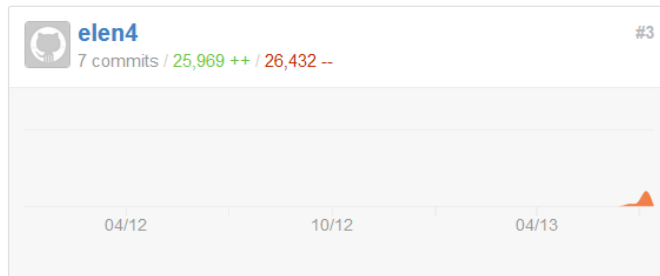 elen4 #3
7 commits / 25,969 ++ / 26,432 --
04/12 10/12 04/13